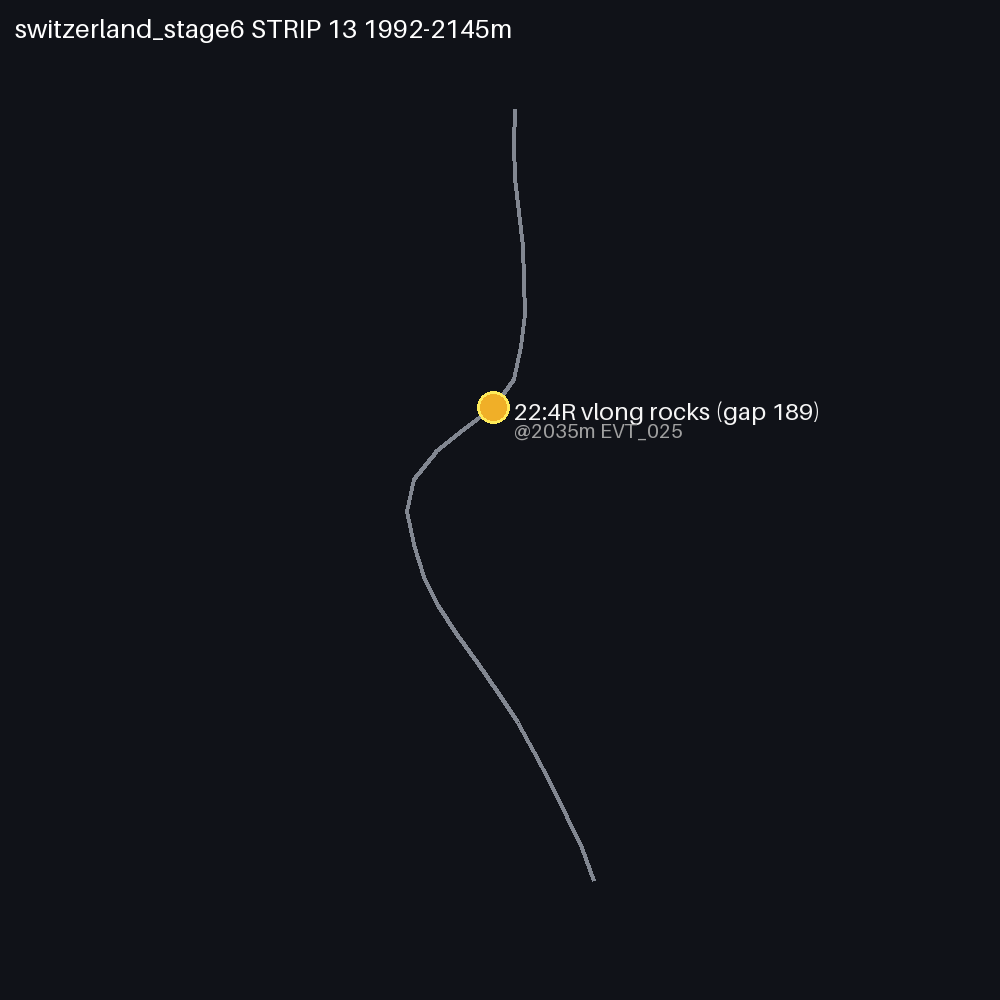 switzerland_stage6 STRIP 13 1992-2145m
22:4R vlong rocks (gap 189)
@2035m EVT_025